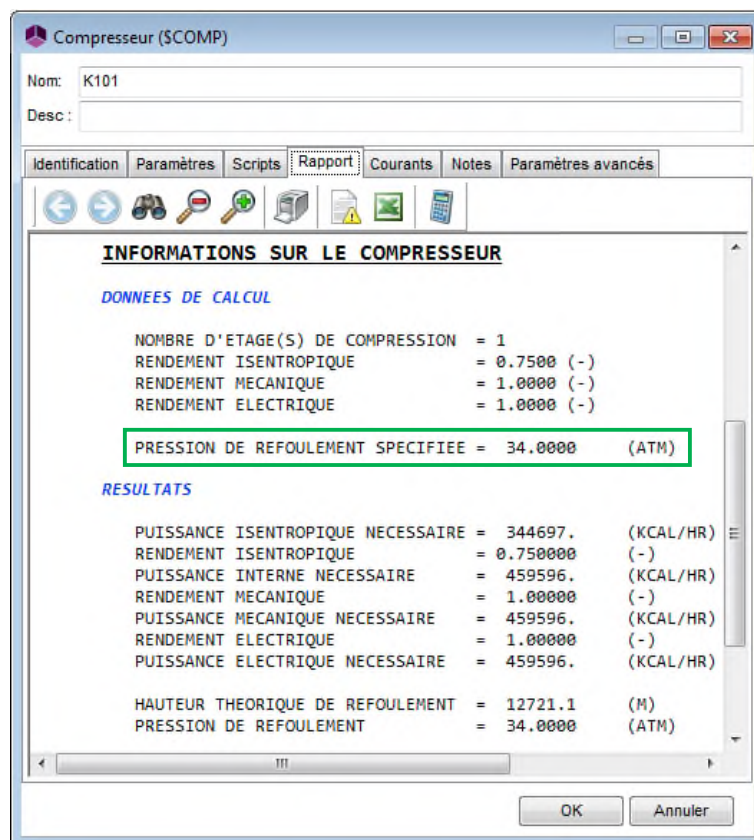 Compresseur ($COMP)
Nom: K101
Desc :
Identification Paramètres Scripts Rapport Courants Notes Paramètres avancés
INFORMATIONS SUR LE COMPRESSEUR
DONNEES DE CALCUL
NOMBRE D'ETAGE(S) DE COMPRESSION = 1
RENDEMENT ISENTROPIQUE = 0.7500 (-)
RENDEMENT MECANIQUE = 1.0000 (-)
RENDEMENT ELECTRIQUE = 1.0000 (-)
PRESSION DE REFOULEMENT SPECIFIEE = 34.0000 (ATM)
RESULTATS
PUISSANCE ISENTROPIQUE NECESSAIRE = 344697. (KCAL/HR)
RENDEMENT ISENTROPIQUE = 0.750000 (-)
PUISSANCE INTERNE NECESSAIRE = 459596. (KCAL/HR)
RENDEMENT MECANIQUE = 1.00000 (-)
PUISSANCE MECANIQUE NECESSAIRE = 459596. (KCAL/HR)
RENDEMENT ELECTRIQUE = 1.00000 (-)
PUISSANCE ELECTRIQUE NECESSAIRE = 459596. (KCAL/HR)
HAUTEUR THEORIQUE DE REFOULEMENT = 12721.1 (M)
PRESSION DE REFOULEMENT = 34.0000 (ATM)
OK Annuler